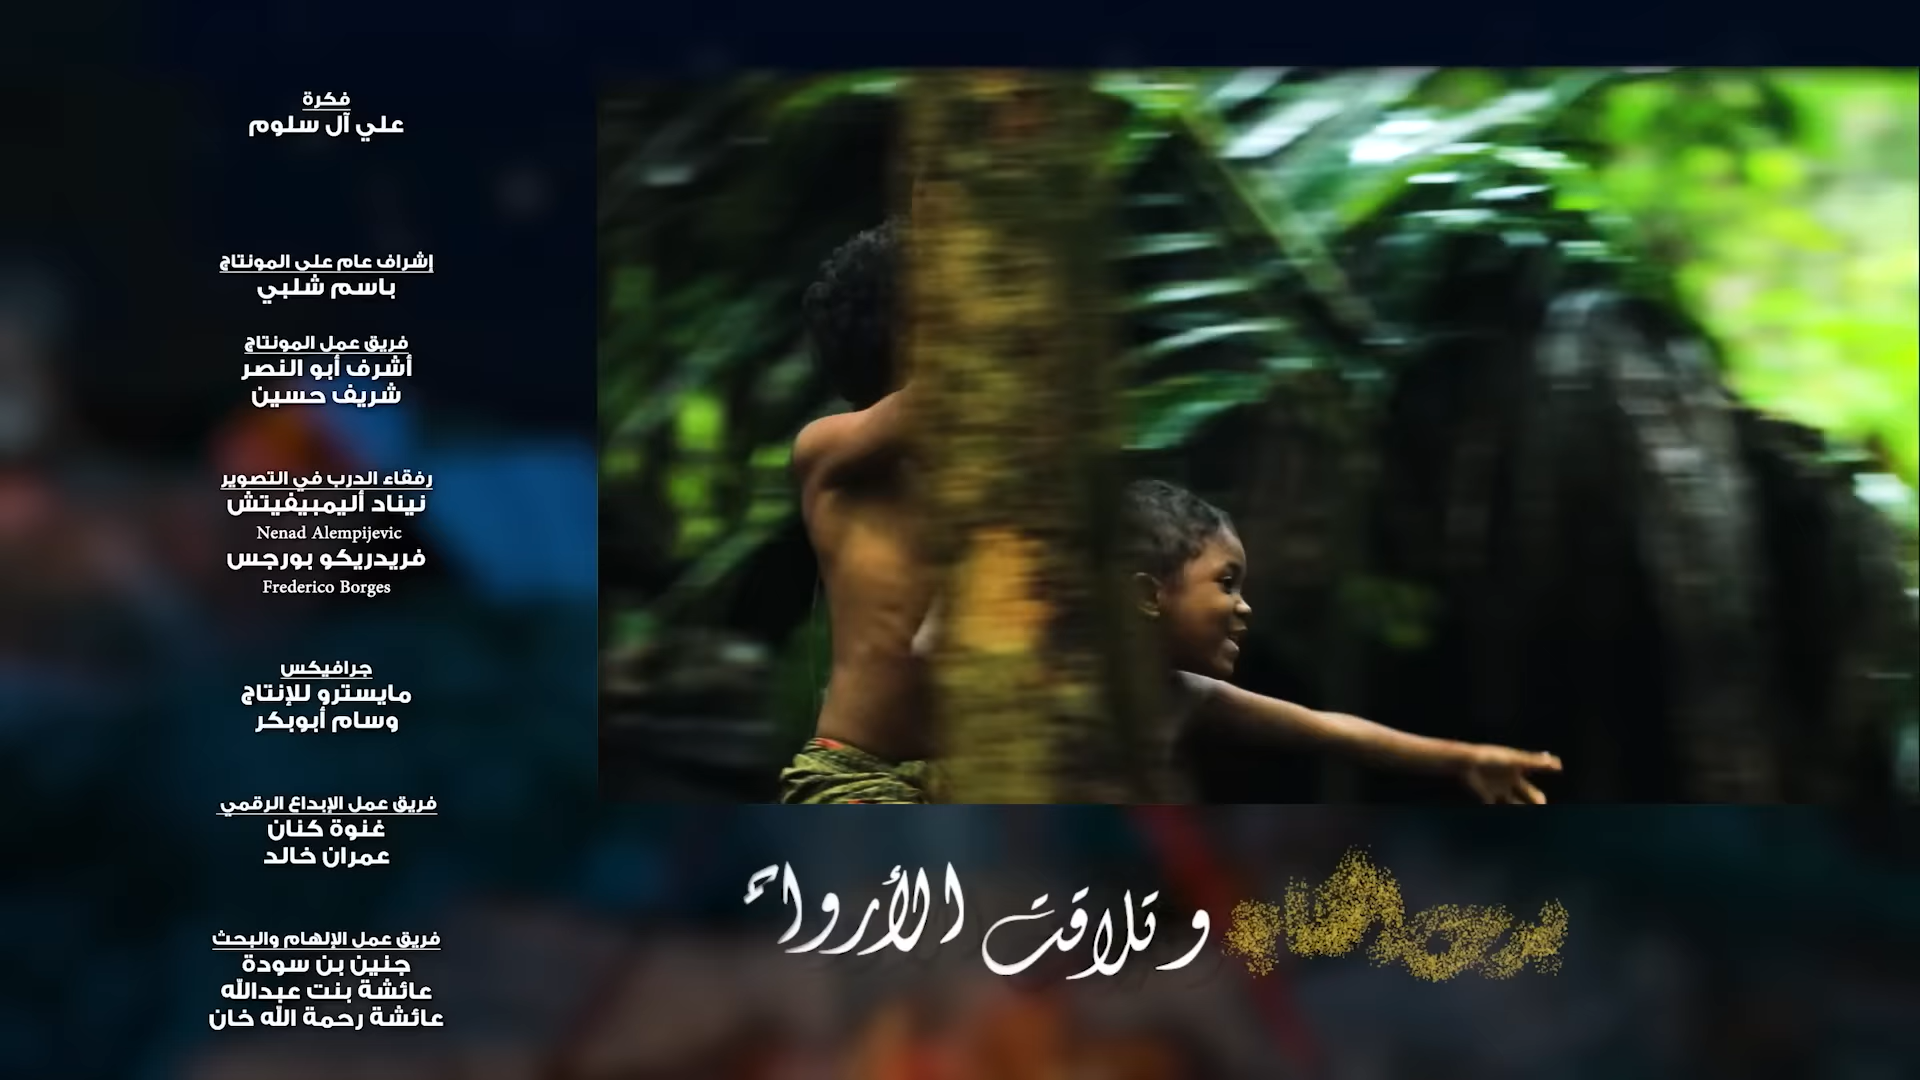 فكرة
علي آل سلوم
إشراف عام على المونتاج
باسم شلبي
فريق عمل المونتاج
أشرف أبو النصر
شريف حسين
رفقاء الدرب في التصوير
نيناد أليمبيفيتش
Nenad Alempijevic
فريدريكو بورجس
Frederico Borges
جرافيكس
مايسترو للإنتاج
وسام أبوبكر
فريق عمل الإبداع الرقمي
غنوة كنان
عمران خالد
فريق عمل الإلهام والبحث
جنين بن سودة
عائشة بنت عبدالله
عائشة رحمة الله خان
و تلاقت